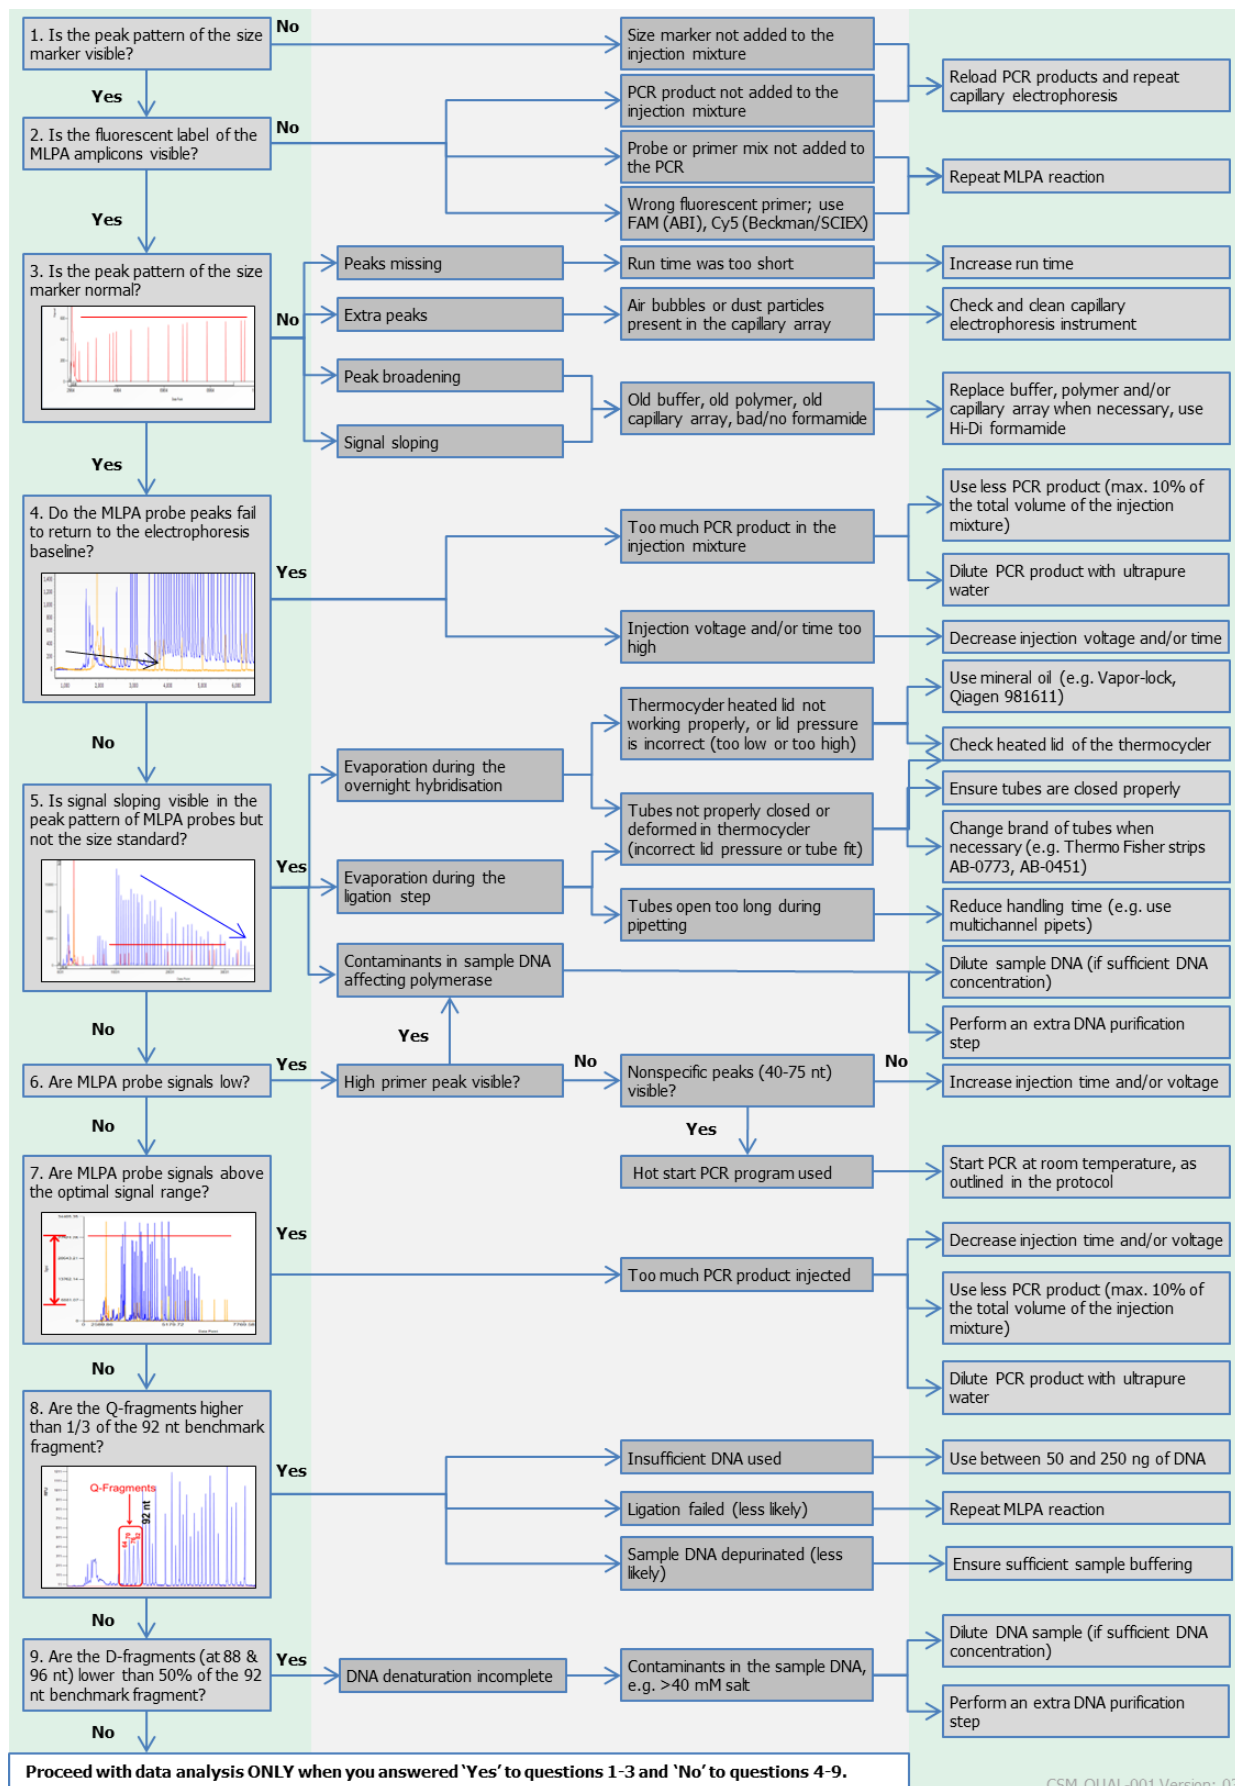 1. Is the peak pattern of the size
marker visible?
No
Size marker not added to the
injection mixture
Reload PCR products and repeat
capillary electrophoresis
Yes
PCR product not added to the
injection mixture
2. Is the fluorescent label of the
MLPA amplicons visible?
No
Probe or primer mix not added to
the PCR
Repeat MLPA reaction
Wrong fluorescent primer; use
FAM (ABI), Cy5 (Beckman/SCIEX)
Yes
3. Is the peak pattern of the size
marker normal?
No
Peaks missing
Run time was too short
Increase run time
Extra peaks
Air bubbles or dust particles
present in the capillary array
Check and clean capillary
electrophoresis instrument
Peak broadening
Signal sloping
Old buffer, old polymer, old
capillary array, bad/no formamide
Replace buffer, polymer and/or
capillary array when necessary, use
Hi-Di formamide
Yes
4. Do the MLPA probe peaks fail
to return to the electrophoresis
baseline?
Yes
Too much PCR product in the
injection mixture
Use less PCR product (max. 10% of
the total volume of the injection
mixture)
Dilute PCR product with ultrapure
water
Injection voltage and/or time too
high
Decrease injection voltage and/or time
No
5. Is signal sloping visible in the
peak pattern of MLPA probes but
not the size standard?
Yes
Evaporation during the
overnight hybridisation
Thermocycler heated lid not
working properly, or lid pressure
is incorrect (too low or too high)
Use mineral oil (e.g. Vapor-lock,
Qiagen 981611)
Check heated lid of the thermocycler
Tubes not properly closed or
deformed in thermocycler
(incorrect lid pressure or tube fit)
Ensure tubes are closed properly
Change brand of tubes when
necessary (e.g. Thermo Fisher strips
AB-0773, AB-0451)
Evaporation during the
ligation step
Tubes open too long during
pipetting
Reduce handling time (e.g. use
multichannel pipets)
Contaminants in sample DNA
affecting polymerase
Dilute sample DNA (if sufficient DNA
concentration)
Perform an extra DNA purification
step
No
Yes
6. Are MLPA probe signals low?
Yes
High primer peak visible?
No
Nonspecific peaks (40-75 nt)
visible?
No
Increase injection time and/or voltage
Yes
Hot start PCR program used
Start PCR at room temperature, as
outlined in the protocol
No
7. Are MLPA probe signals above
the optimal signal range?
Yes
Too much PCR product injected
Decrease injection time and/or voltage
Use less PCR product (max. 10% of
the total volume of the injection
mixture)
Dilute PCR product with ultrapure
water
No
8. Are the Q-fragments higher
than 1/3 of the 92 nt benchmark
fragment?
Q-Fragments
92 nt
Yes
Insufficient DNA used
Use between 50 and 250 ng of DNA
Ligation failed (less likely)
Repeat MLPA reaction
Sample DNA depurinated (less
likely)
Ensure sufficient sample buffering
No
9. Are the D-fragments (at 88 &
96 nt) lower than 50% of the 92
nt benchmark fragment?
Yes
DNA denaturation incomplete
Contaminants in the sample DNA,
e.g. >40 mM salt
Dilute DNA sample (if sufficient DNA
concentration)
Perform an extra DNA purification
step
No
Proceed with data analysis ONLY when you answered ‘Yes’ to questions 1-3 and ‘No’ to questions 4-9.